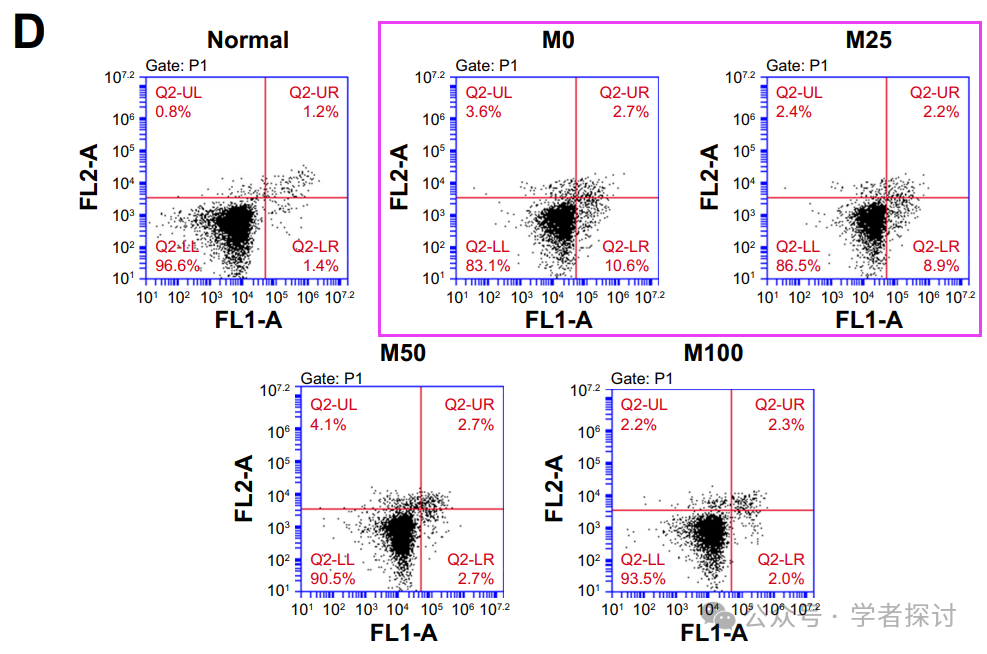 D
Normal
Gate: P1
Q2-UL
0.8%
Q2-UR
1.2%
Q2-LL
96.6%
Q2-LR
1.4%
10^7.2
10^6
10^5
10^4
10^3
10^2
10^1
FL2-A
10^1 10^2 10^3 10^4 10^5 10^6 10^7.2
FL1-A
M0
Gate: P1
Q2-UL
3.6%
Q2-UR
2.7%
Q2-LL
83.1%
Q2-LR
10.6%
10^7.2
10^6
10^5
10^4
10^3
10^2
10^1
FL2-A
10^1 10^2 10^3 10^4 10^5 10^6 10^7.2
FL1-A
M25
Gate: P1
Q2-UL
2.4%
Q2-UR
2.2%
Q2-LL
86.5%
Q2-LR
8.9%
10^7.2
10^6
10^5
10^4
10^3
10^2
10^1
FL2-A
10^1 10^2 10^3 10^4 10^5 10^6 10^7.2
FL1-A
M50
Gate: P1
Q2-UL
4.1%
Q2-UR
2.7%
Q2-LL
90.5%
Q2-LR
2.7%
10^7.2
10^6
10^5
10^4
10^3
10^2
10^1
FL2-A
10^1 10^2 10^3 10^4 10^5 10^6 10^7.2
FL1-A
M100
Gate: P1
Q2-UL
2.2%
Q2-UR
2.3%
Q2-LL
93.5%
Q2-LR
2.0%
10^7.2
10^6
10^5
10^4
10^3
10^2
10^1
FL2-A
10^1 10^2 10^3 10^4 10^5 10^6 10^7.2
FL1-A
公众号 · 学者探讨